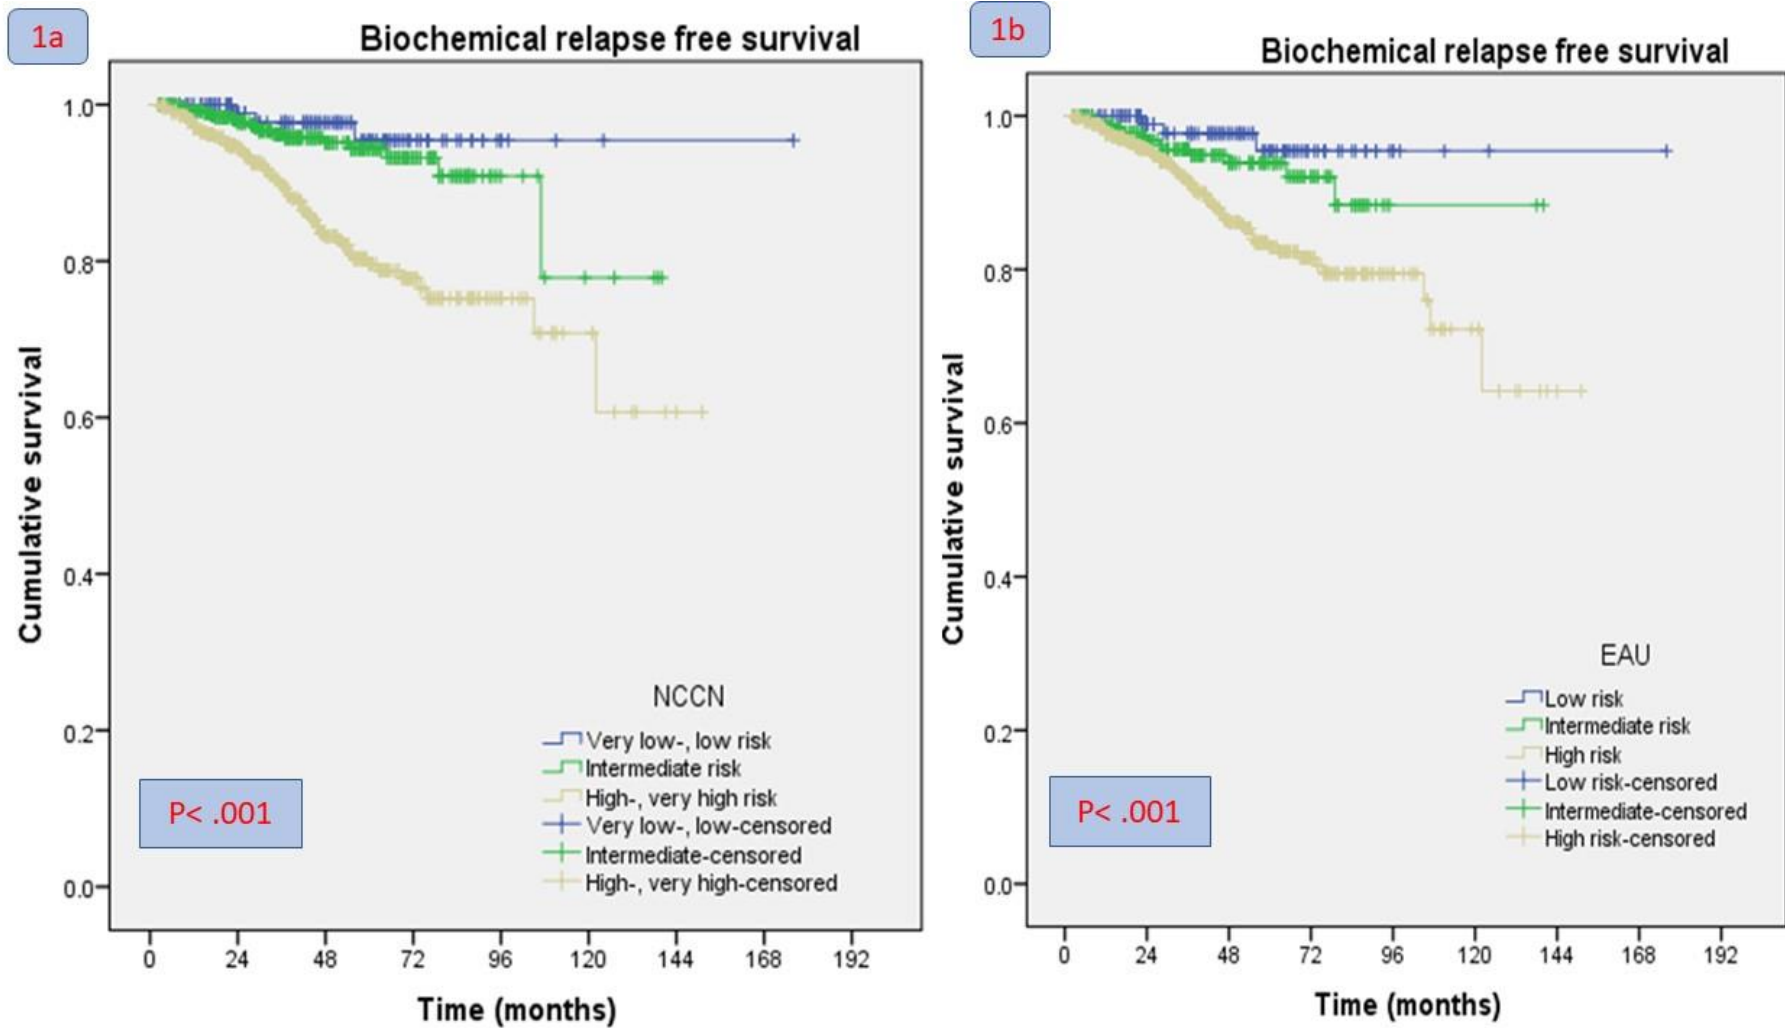 1a
Biochemical relapse free survival
1.0
0.8
0.6
0.4
0.2
0.0
Cumulative survival
NCCN
Very low-, low risk
Intermediate risk
High-, very high risk
Very low-, low-censored
Intermediate-censored
High-, very high-censored
P< .001
0 24 48 72 96 120 144 168 192
Time (months)
1b
Biochemical relapse free survival
1.0
0.8
0.6
0.4
0.2
0.0
Cumulative survival
EAU
Low risk
Intermediate risk
High risk
Low risk-censored
Intermediate-censored
High risk-censored
P< .001
0 24 48 72 96 120 144 168 192
Time (months)